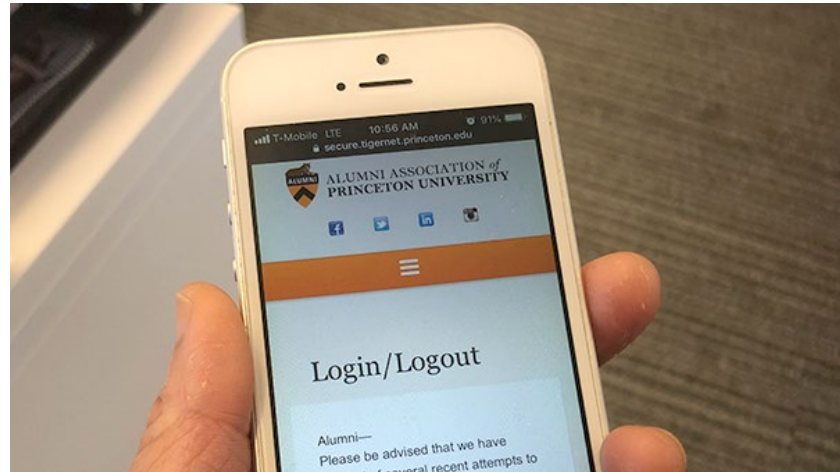 T-Mobile LTE 10:56 AM 91%
secure.tigernet.princeton.edu
ALUMNI
ALUMNI ASSOCIATION of
PRINCETON UNIVERSITY
f
in
Login/Logout
Alumni—
Please be advised that we have
several recent attempts to